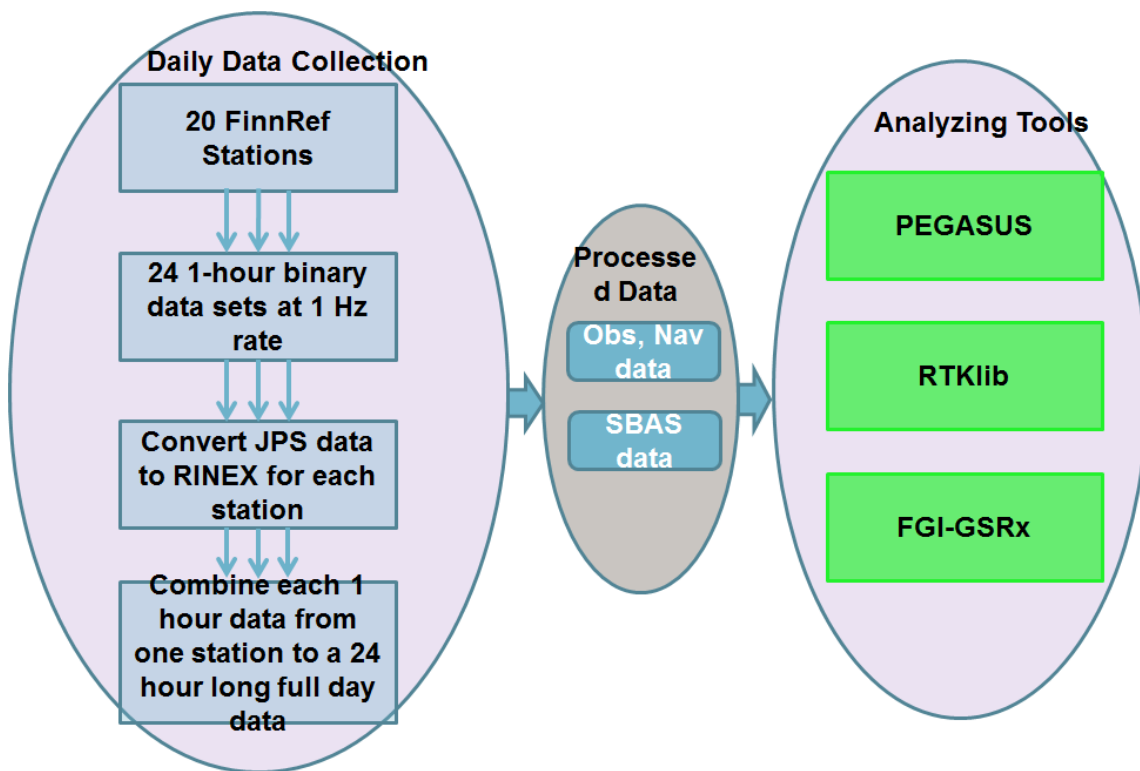 Daily Data Collection
20 FinnRef
Stations
24 1-hour binary
data sets at 1 Hz
rate
Convert JPS data
to RINEX for each
station
Combine each 1
hour data from
one station to a 24
hour long full day
data
Processe
d Data
Obs, Nav
data
SBAS
data
Analyzing Tools
PEGASUS
RTKlib
FGI-GSRx